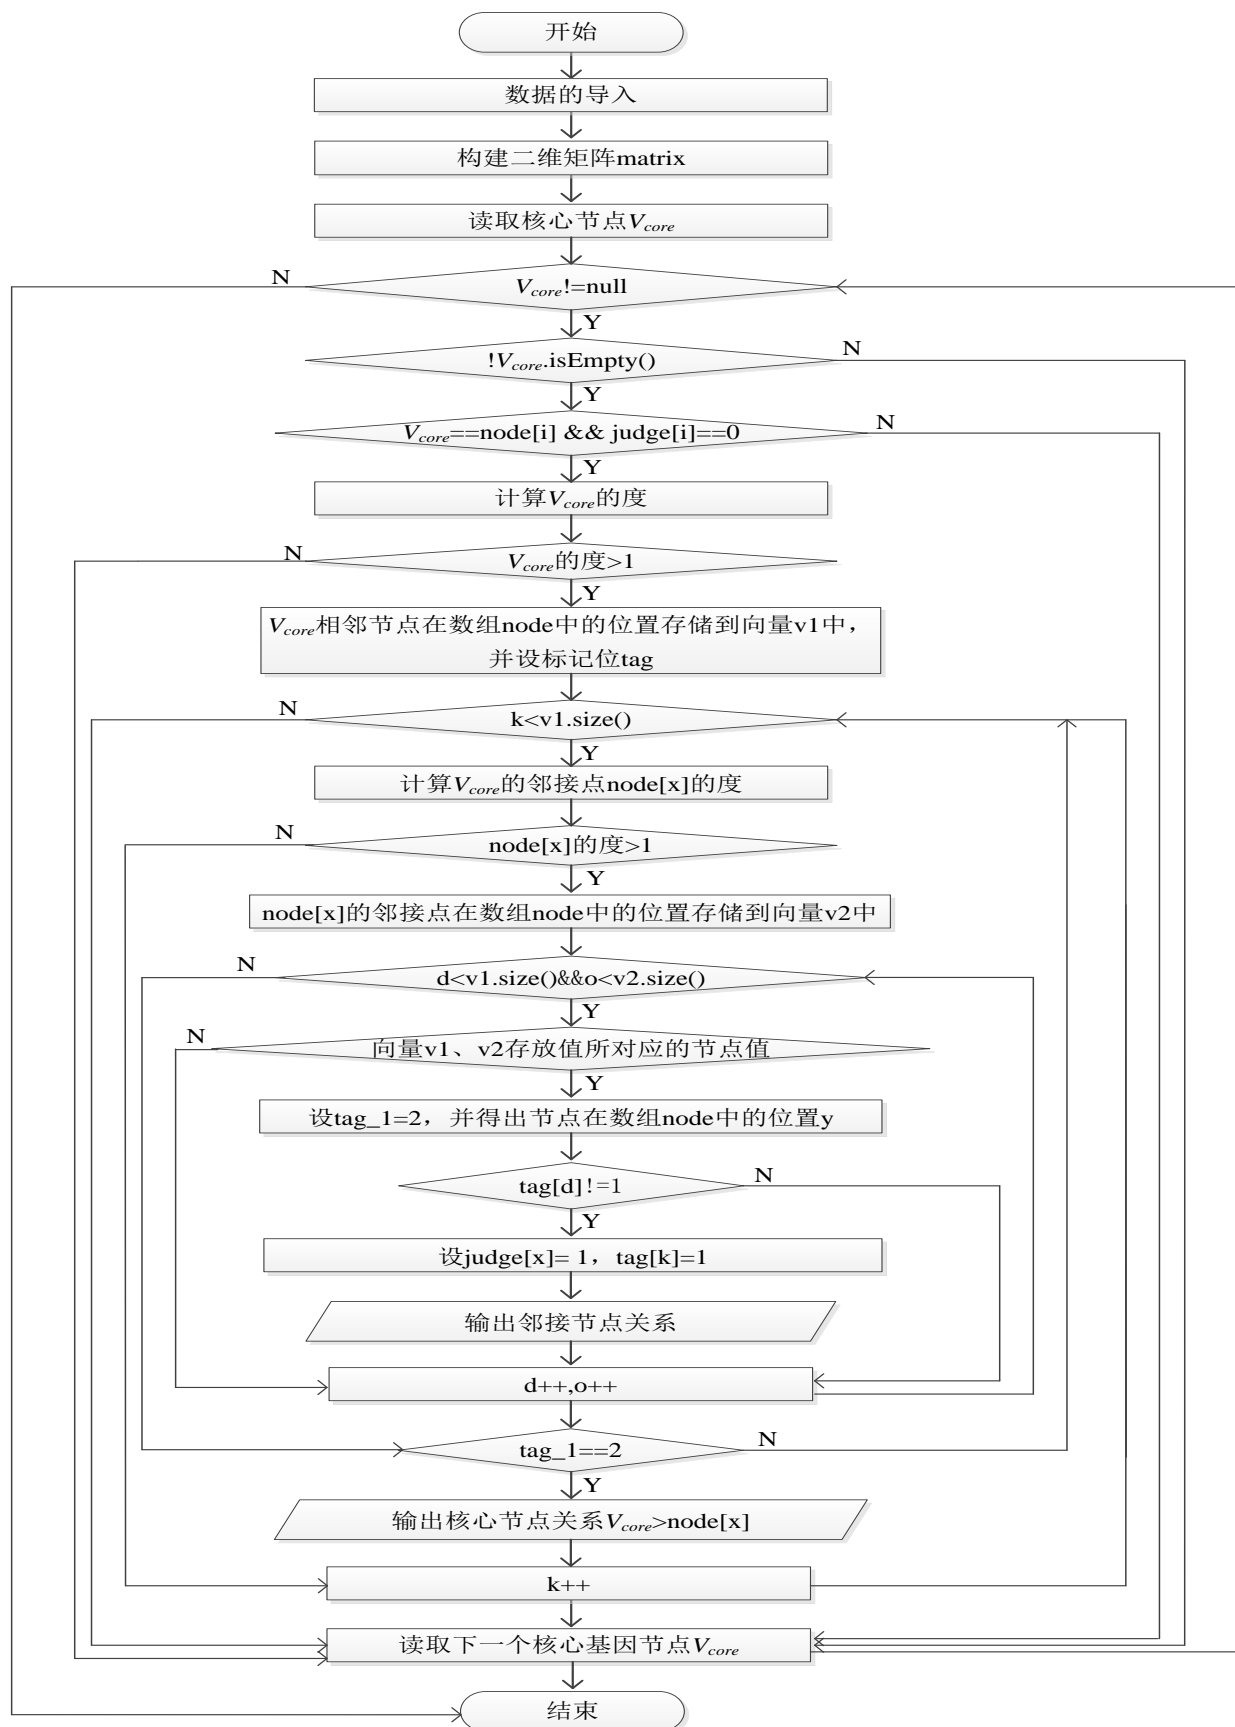 开始
数据的导入
构建二维矩阵matrix
读取核心节点Vcore
N
Vcore!=null
Y
!Vcore.isEmpty()
N
Y
Vcore==node[i] && judge[i]==0
N
Y
计算Vcore的度
N
Vcore的度>1
Y
Vcore相邻节点在数组node中的位置存储到向量v1中，
并设标记位tag
N
k<v1.size()
Y
计算Vcore的邻接点node[x]的度
N
node[x]的度>1
Y
node[x]的邻接点在数组node中的位置存储到向量v2中
N
d<v1.size()&&o<v2.size()
Y
N
向量v1、v2存放值所对应的节点值
Y
设tag_1=2，并得出节点在数组node中的位置y
tag[d]!=1
N
Y
设judge[x]= 1，tag[k]=1
输出邻接节点关系
d++,o++
tag_1==2
N
Y
输出核心节点关系Vcore>node[x]
k++
读取下一个核心基因节点Vcore
结束